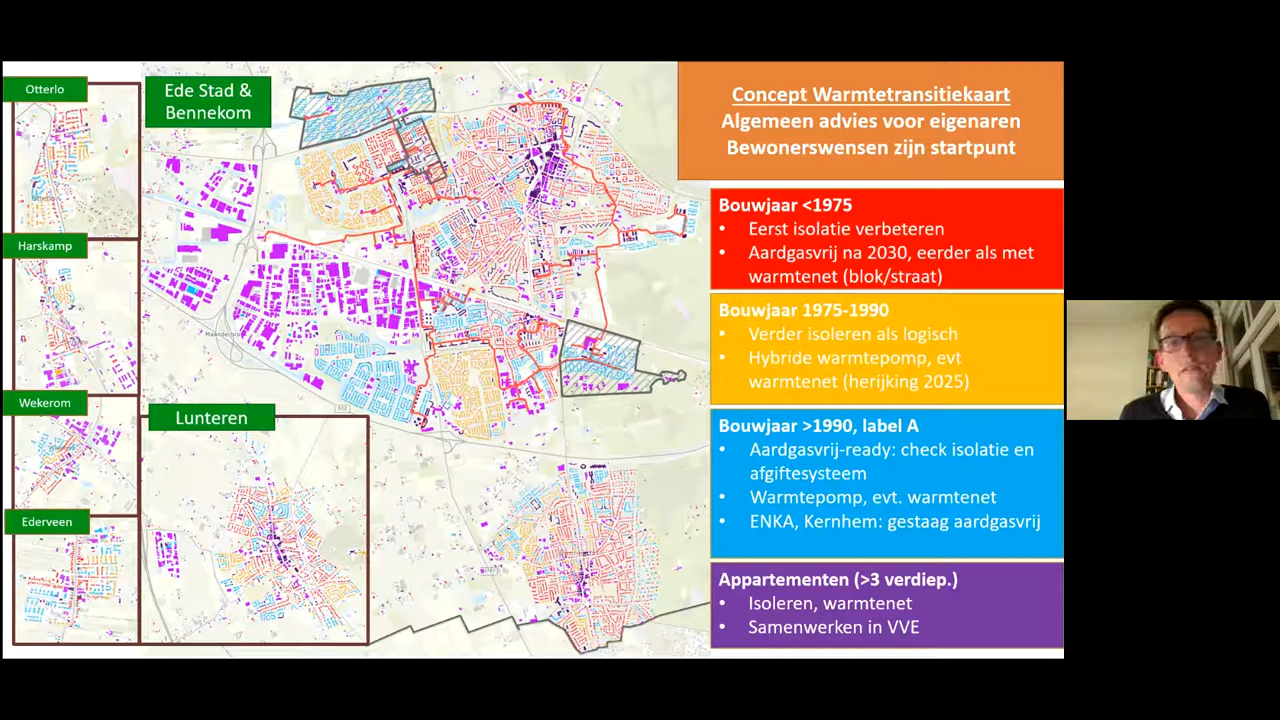 Otterlo
Ede Stad &
Bennekom
Harskamp
Wekerom
Lunteren
Ederveen
Concept Warmtetransitiekaart
Algemeen advies voor eigenaren
Bewonerswensen zijn startpunt
Bouwjaar <1975
• Eerst isolatie verbeteren
• Aardgasvrij na 2030, eerder als met
warmtenet (blok/straat)
Bouwjaar 1975-1990
• Verder isoleren als logisch
• Hybride warmtepomp, evt
warmtenet (herijking 2025)
Bouwjaar >1990, label A
• Aardgasvrij-ready: check isolatie en
afgiftesysteem
• Warmtepomp, evt. warmtenet
• ENKA, Kernhem: gestaag aardgasvrij
Appartementen (>3 verdiep.)
• Isoleren, warmtenet
• Samenwerken in VVE